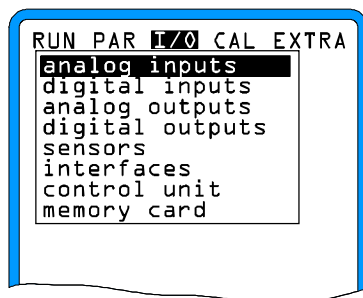 RUN PAR I/O CAL EXTRA
analog inputs
digital inputs
analog outputs
digital outputs
sensors
interfaces
control unit
memory card